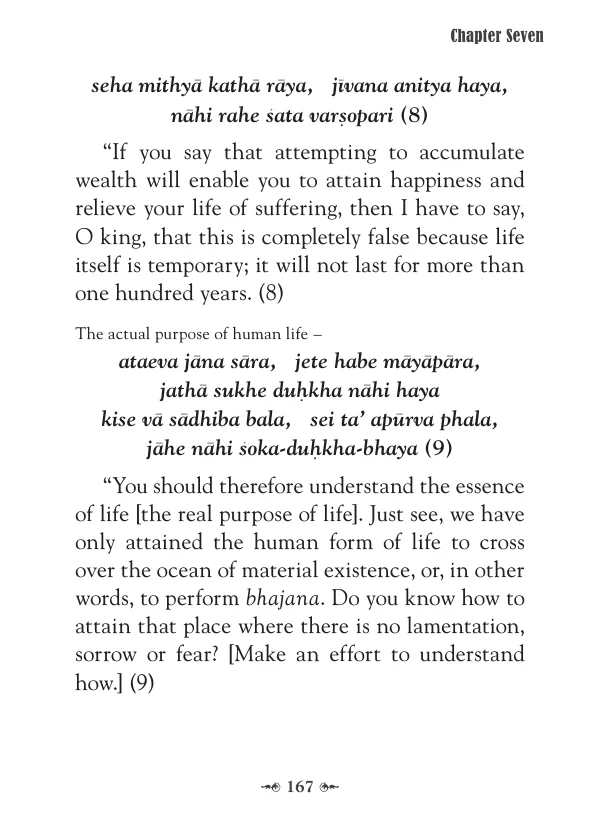 Chapter Seven
seha mithyā kathā rāya, jīvana anitya haya,
nāhi rahe śata varṣopari (8)
“If you say that attempting to accumulate
wealth will enable you to attain happiness and
relieve your life of suffering, then I have to say,
O king, that this is completely false because life
itself is temporary; it will not last for more than
one hundred years. (8)
The actual purpose of human life –
ataeva jāna sāra, jete habe māyāpāra,
jathā sukhe duḥkha nāhi haya
kise vā sādhiba bala, sei ta’ apūrva phala,
jāhe nāhi śoka-duḥkha-bhaya (9)
“You should therefore understand the essence
of life [the real purpose of life]. Just see, we have
only attained the human form of life to cross
over the ocean of material existence, or, in other
words, to perform bhajana. Do you know how to
attain that place where there is no lamentation,
sorrow or fear? [Make an effort to understand
how.] (9)
167